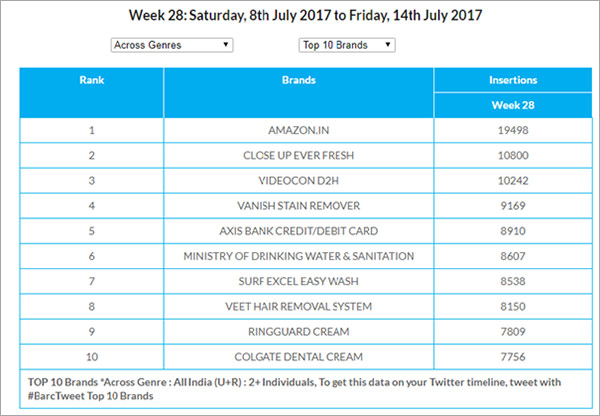 Week 28: Saturday, 8th July 2017 to Friday, 14th July 2017
Across Genres Top 10 Brands
Rank Brands Insertions
Week 28
1 AMAZON.IN 19498
2 CLOSE UP EVER FRESH 10800
3 VIDEOCON D2H 10242
4 VANISH STAIN REMOVER 9169
5 AXIS BANK CREDIT/DEBIT CARD 8910
6 MINISTRY OF DRINKING WATER & SANITATION 8607
7 SURF EXCEL EASY WASH 8538
8 VEET HAIR REMOVAL SYSTEM 8150
9 RINGGUARD CREAM 7809
10 COLGATE DENTAL CREAM 7756
TOP 10 Brands *Across Genre : All India (U+R) : 2+ Individuals, To get this data on your Twitter timeline, tweet with
#BarcTweet Top 10 Brands